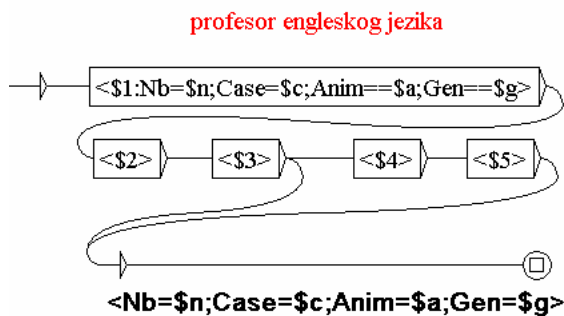 profesor engleskog jezika
<$1:Nb=$n;Case=$c;Anim==$a;Gen==$g>
<$2> <$3> <$4> <$5>
<Nb=$n;Case=$c;Anim=$a;Gen=$g>